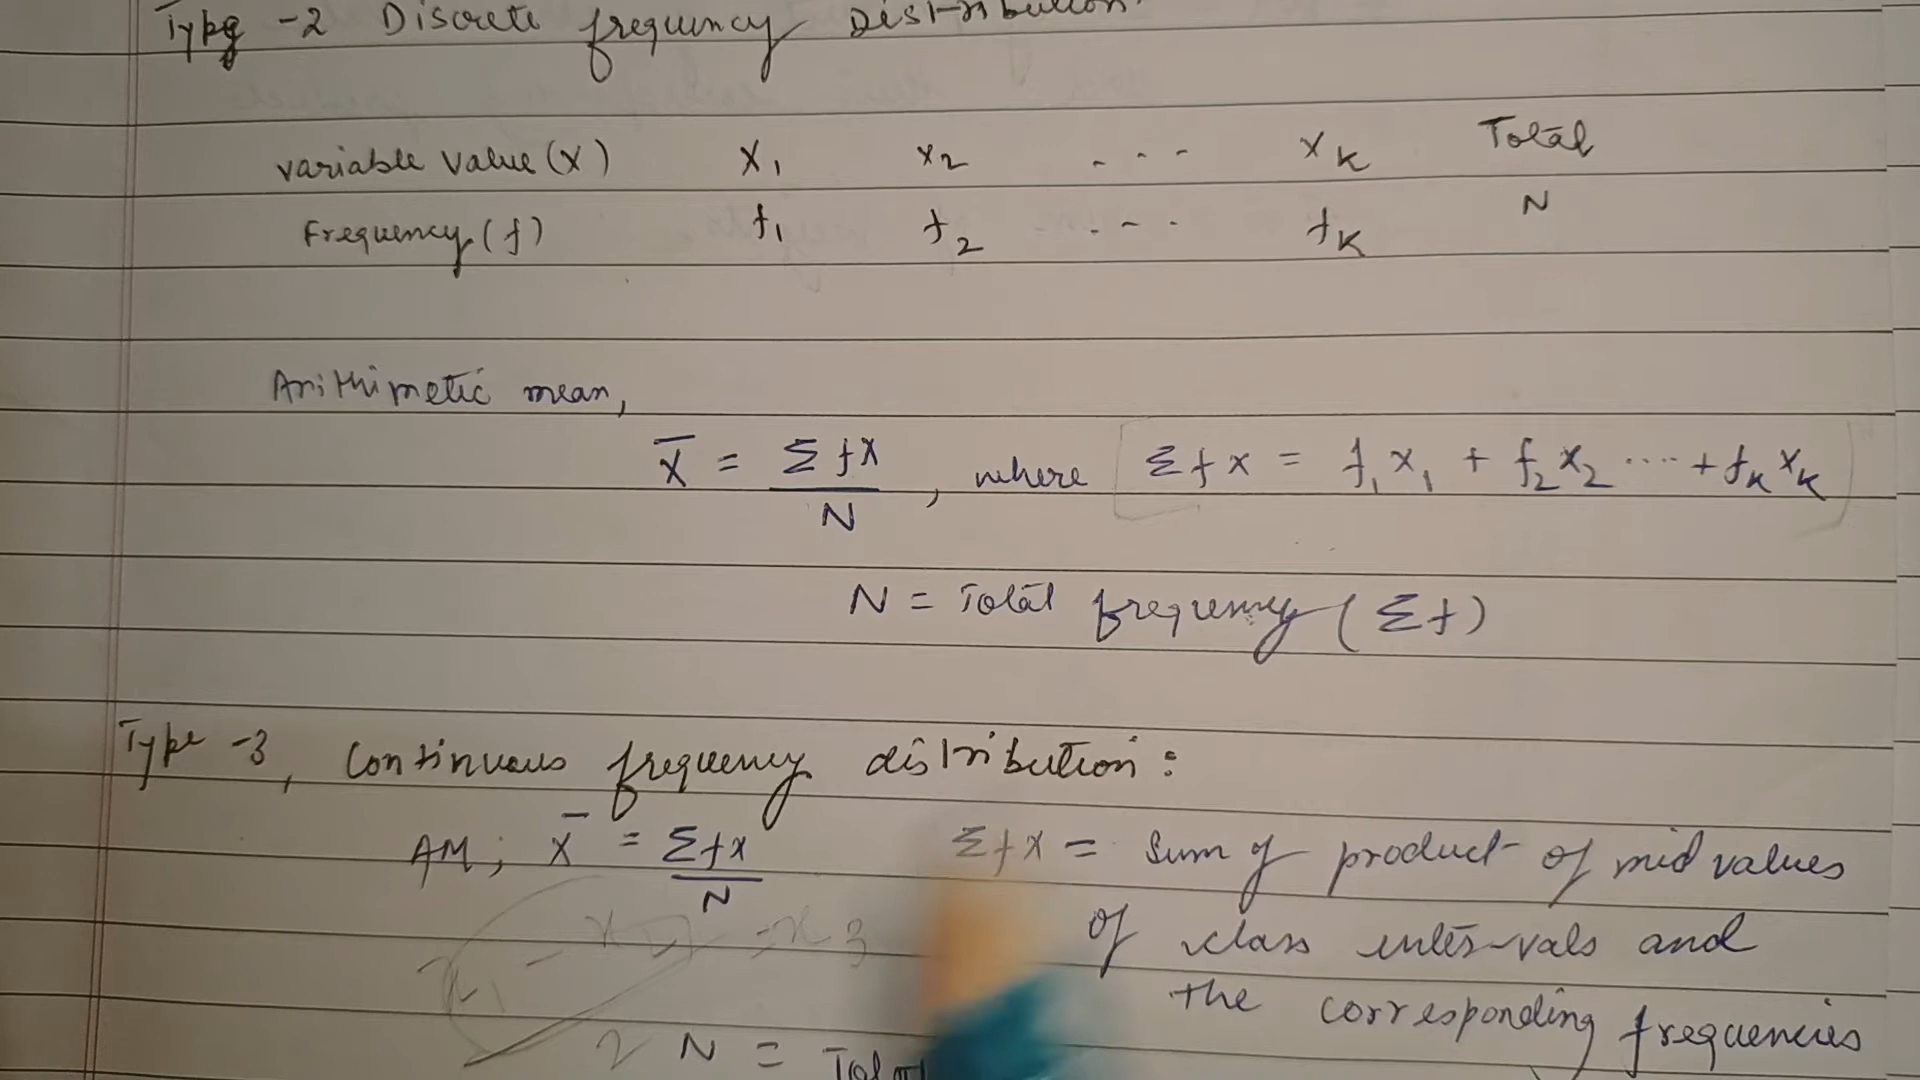 Type -2 Discrete frequency Distribution.
variable value (x) x₁ x₂ - - - xₖ Total
Frequency (f) f₁ f₂ - - - fₖ N
Arithimetic mean,
x̄ = Σfx / N , where Σfx = f₁x₁ + f₂x₂ .... + fₖxₖ
N = Total frequency (Σf)
Type -3, continuous frequency distribution :
AM; x̄ = Σfx / N Σfx = Sum of product of mid values
of class intervals and
the corresponding frequencies
N =